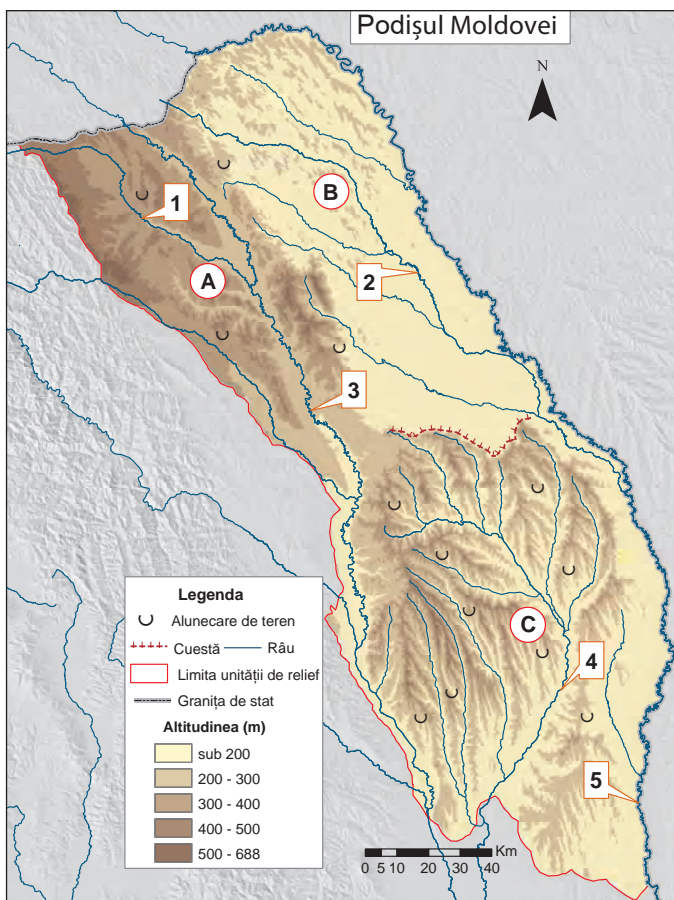 Podișul Moldovei
N
B
1
A
2
3
C
4
5
Legenda
Alunecare de teren
Cuestă
Râu
Limita unității de relief
Granița de stat
Altitudinea (m)
sub 200
200 - 300
300 - 400
400 - 500
500 - 688
Km
0 5 10 20 30 40